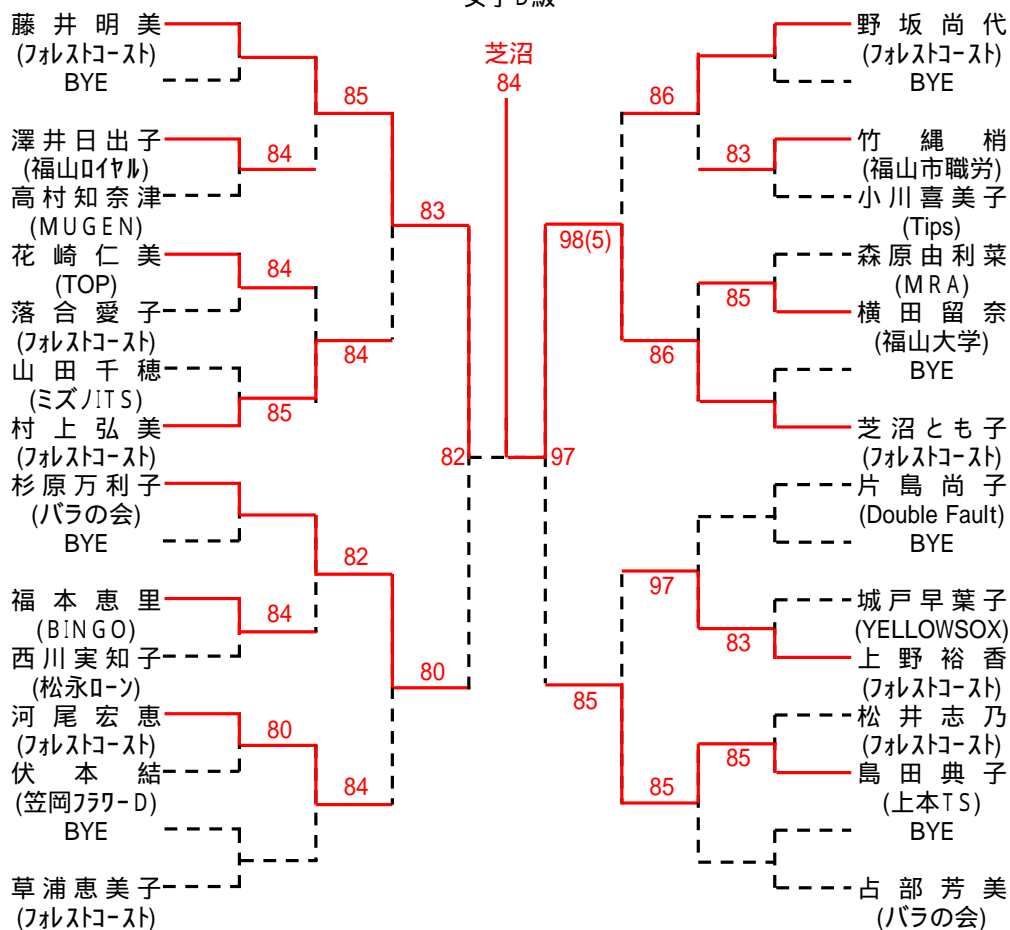 女子D級
芝沼
84
藤井明美
(フォレストコースト)
BYE
85
澤井日出子
(福山ロイヤル)
84
高村知奈津
(MUGEN)
83
花崎仁美
(TOP)
84
落合愛子
(フォレストコースト)
84
山田千穂
(ミズノITS)
85
村上弘美
(フォレストコースト)
82
杉原万利子
(バラの会)
BYE
82
福本恵里
(BINGO)
84
西川実知子
(松永ローン)
80
河尾宏恵
(フォレストコースト)
80
伏本結
(笠岡フラワーD)
84
BYE
草浦恵美子
(フォレストコースト)
野坂尚代
(フォレストコースト)
BYE
86
竹縄梢
(福山市職労)
83
小川喜美子
(Tips)
98(5)
森原由利菜
(MRA)
85
横田留奈
(福山大学)
86
BYE
芝沼とも子
(フォレストコースト)
97
片島尚子
(Double Fault)
BYE
97
城戸早葉子
(YELLOWSOX)
83
上野裕香
(フォレストコースト)
85
松井志乃
(フォレストコースト)
85
島田典子
(上本TS)
85
BYE
占部芳美
(バラの会)